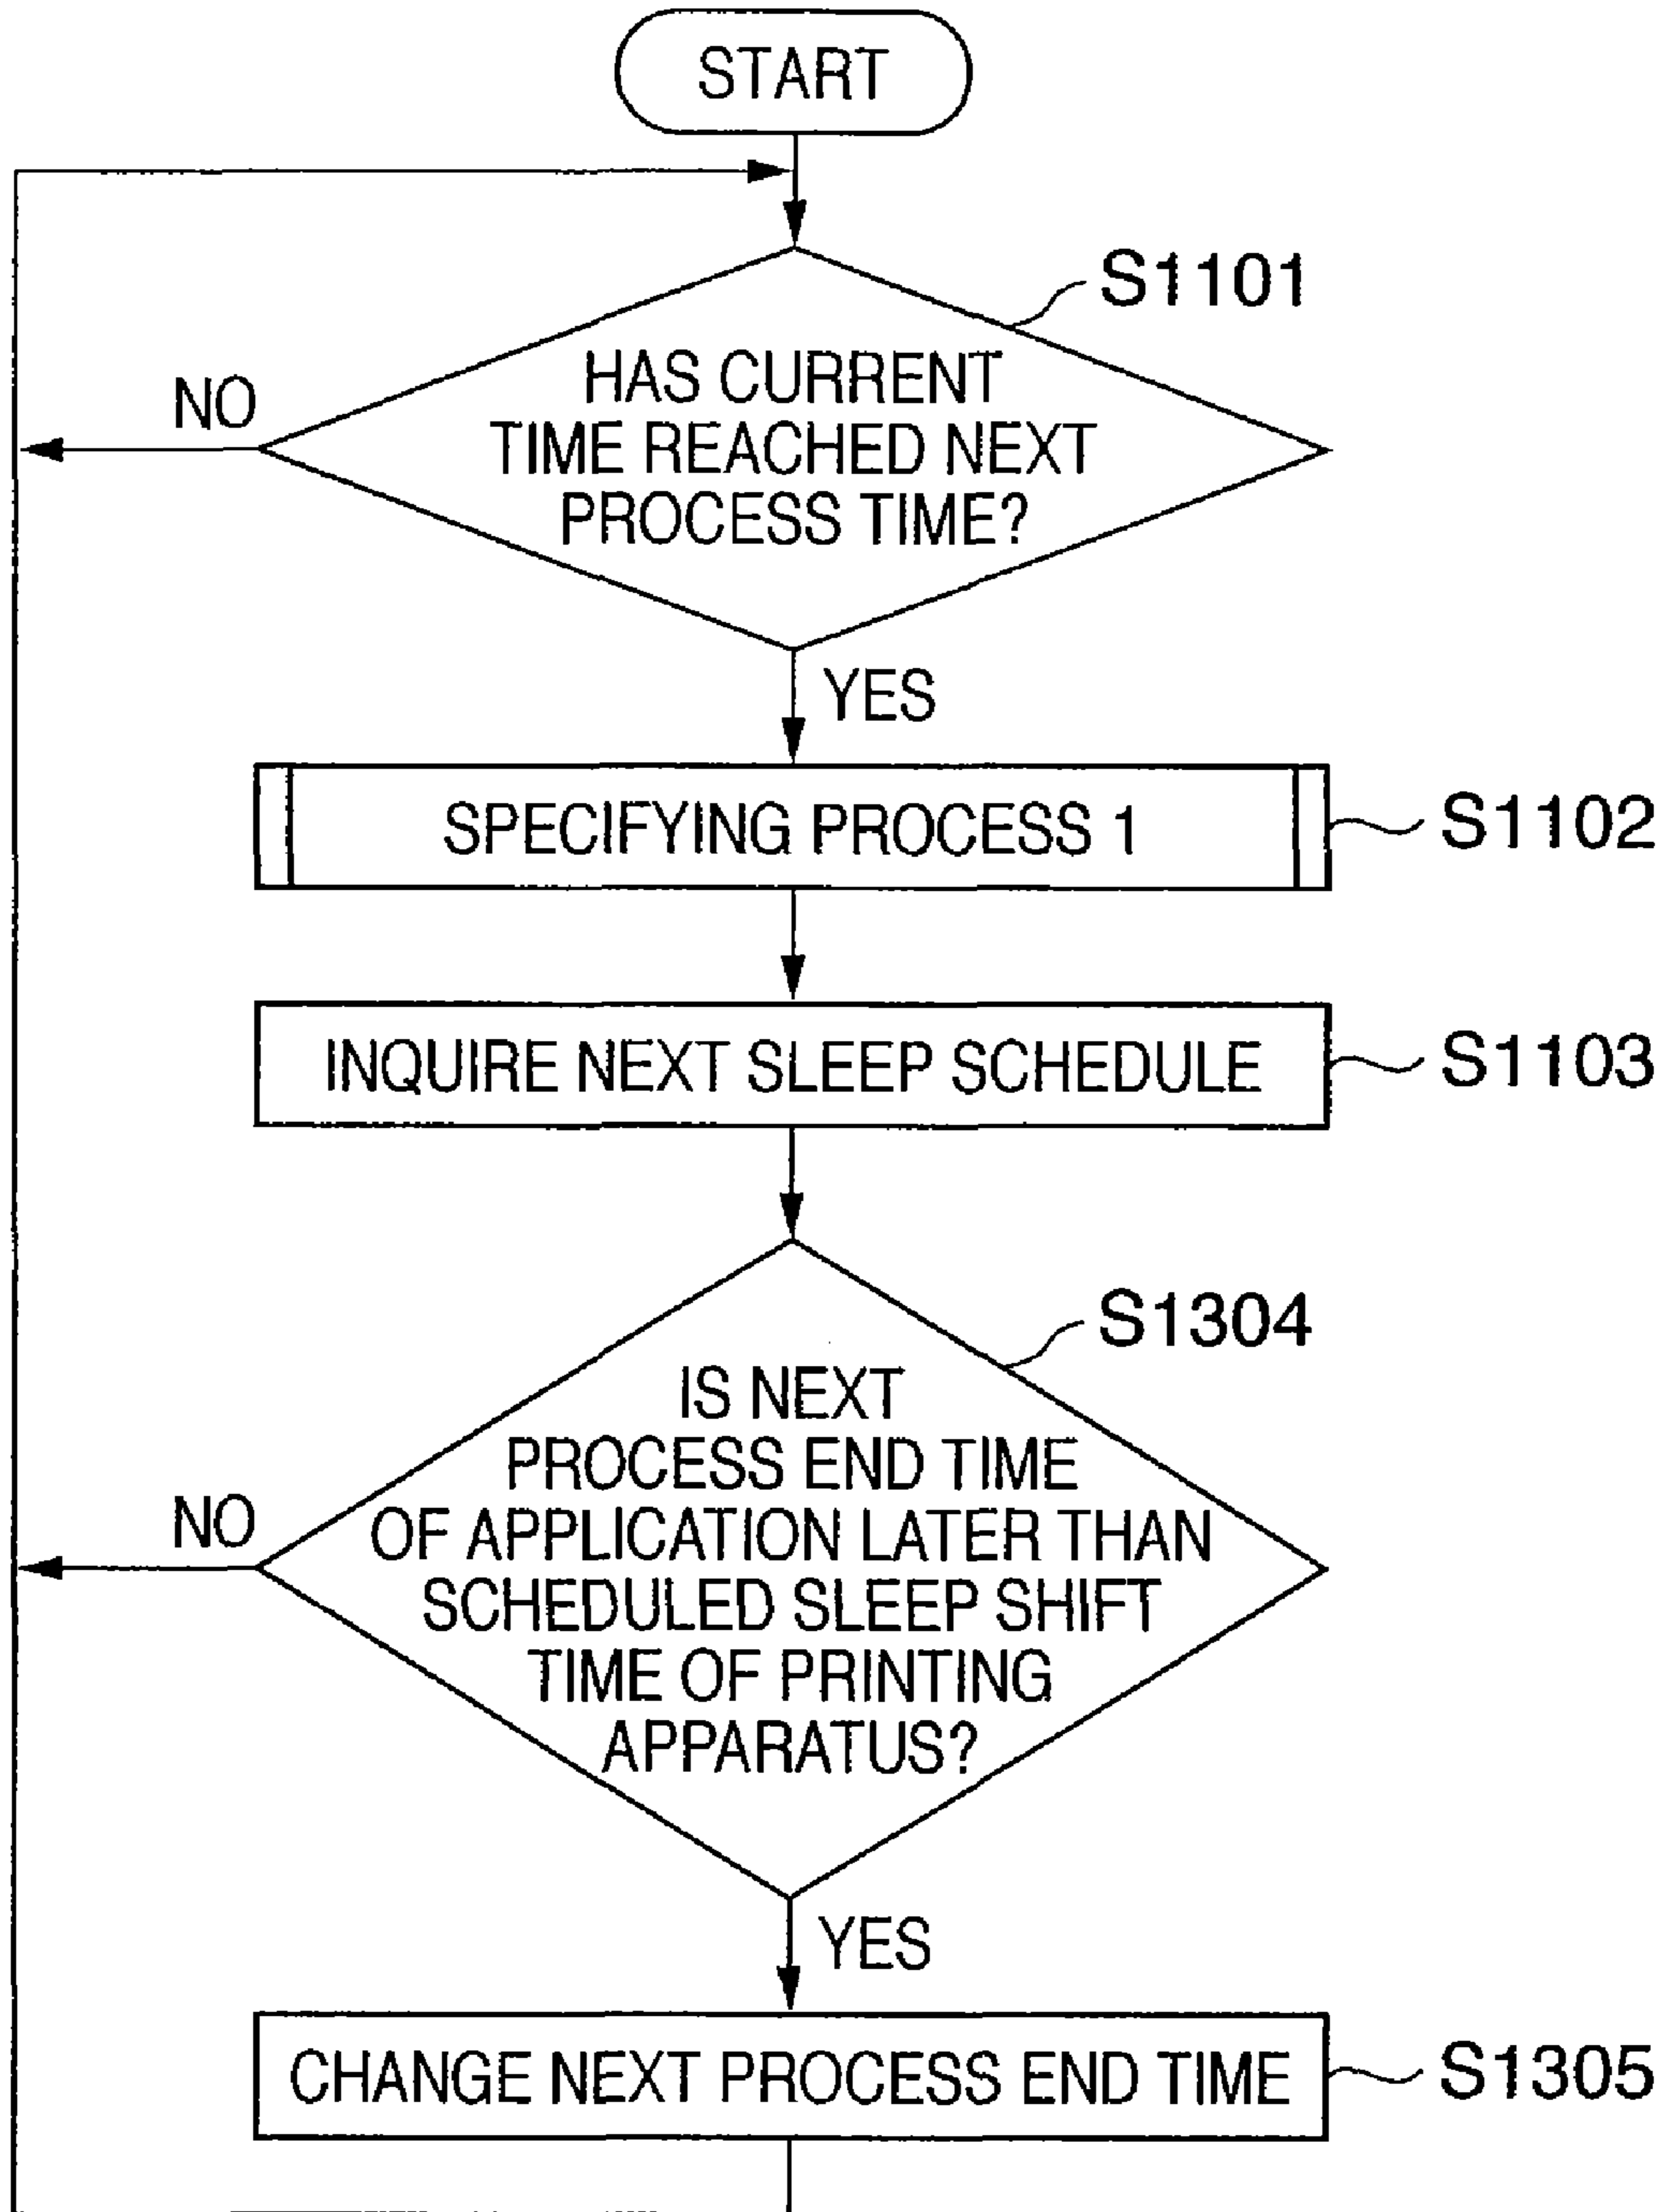 START
S1101
HAS CURRENT
TIME REACHED NEXT
PROCESS TIME?
NO
YES
SPECIFYING PROCESS 1
S1102
INQUIRE NEXT SLEEP SCHEDULE
S1103
S1304
IS NEXT
PROCESS END TIME
OF APPLICATION LATER THAN
SCHEDULED SLEEP SHIFT
TIME OF PRINTING
APPARATUS?
NO
YES
CHANGE NEXT PROCESS END TIME
S1305